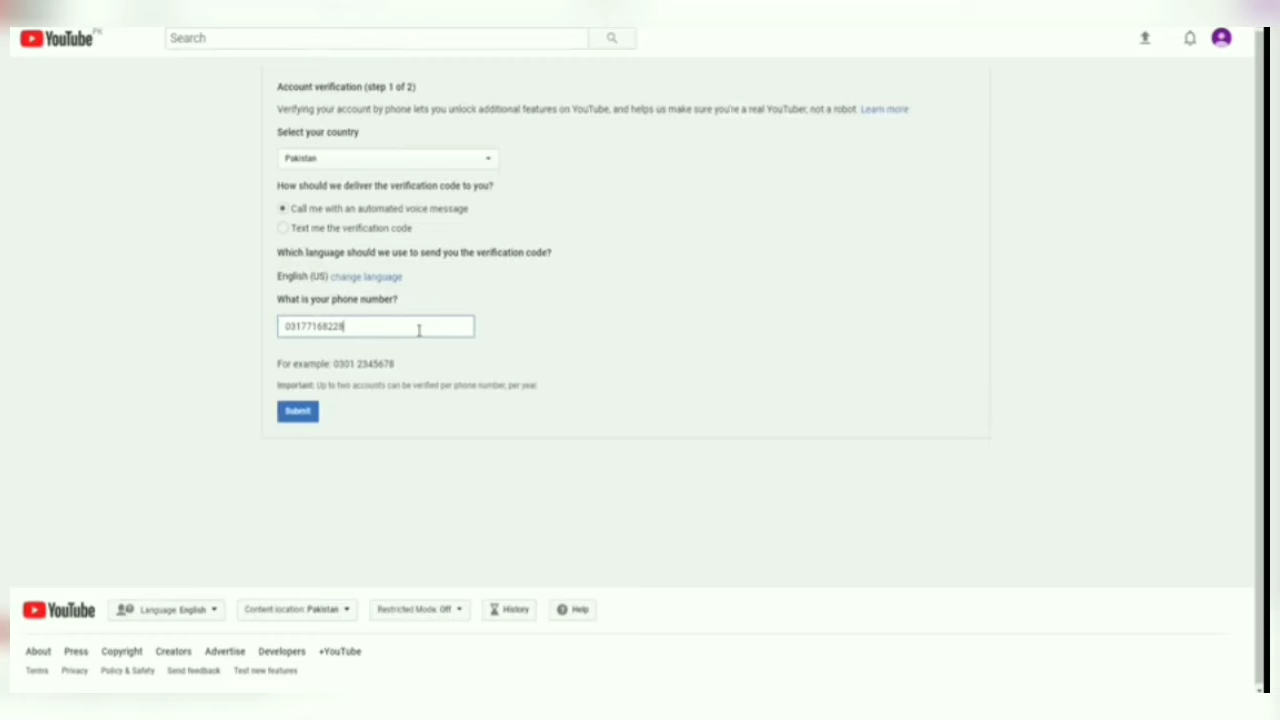 YouTube PK
Search
Account verification (step 1 of 2)
Verifying your account by phone lets you unlock additional features on YouTube, and helps us make sure you're a real YouTuber, not a robot. Learn more
Select your country
Pakistan
How should we deliver the verification code to you?
Call me with an automated voice message
Text me the verification code
Which language should we use to send you the verification code?
English (US) change language
What is your phone number?
03177168228
For example: 0301 2345678
Important: Up to two accounts can be verified per phone number, per year.
Submit
YouTube Language: English Content location: Pakistan Restricted Mode: Off History Help
About Press Copyright Creators Advertise Developers +YouTube
Terms Privacy Policy & Safety Send feedback Test new features